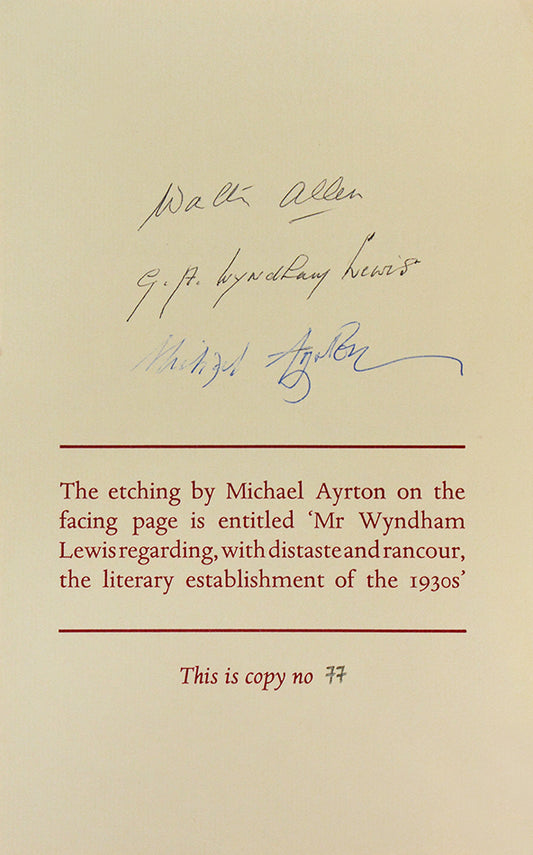 Walter Allen
G. A. Wyndham Lewis
Michael Ayrton
The etching by Michael Ayrton on the
facing page is entitled ‘Mr Wyndham
Lewis regarding, with distaste and rancour,
the literary establishment of the 1930s’
This is copy no 77